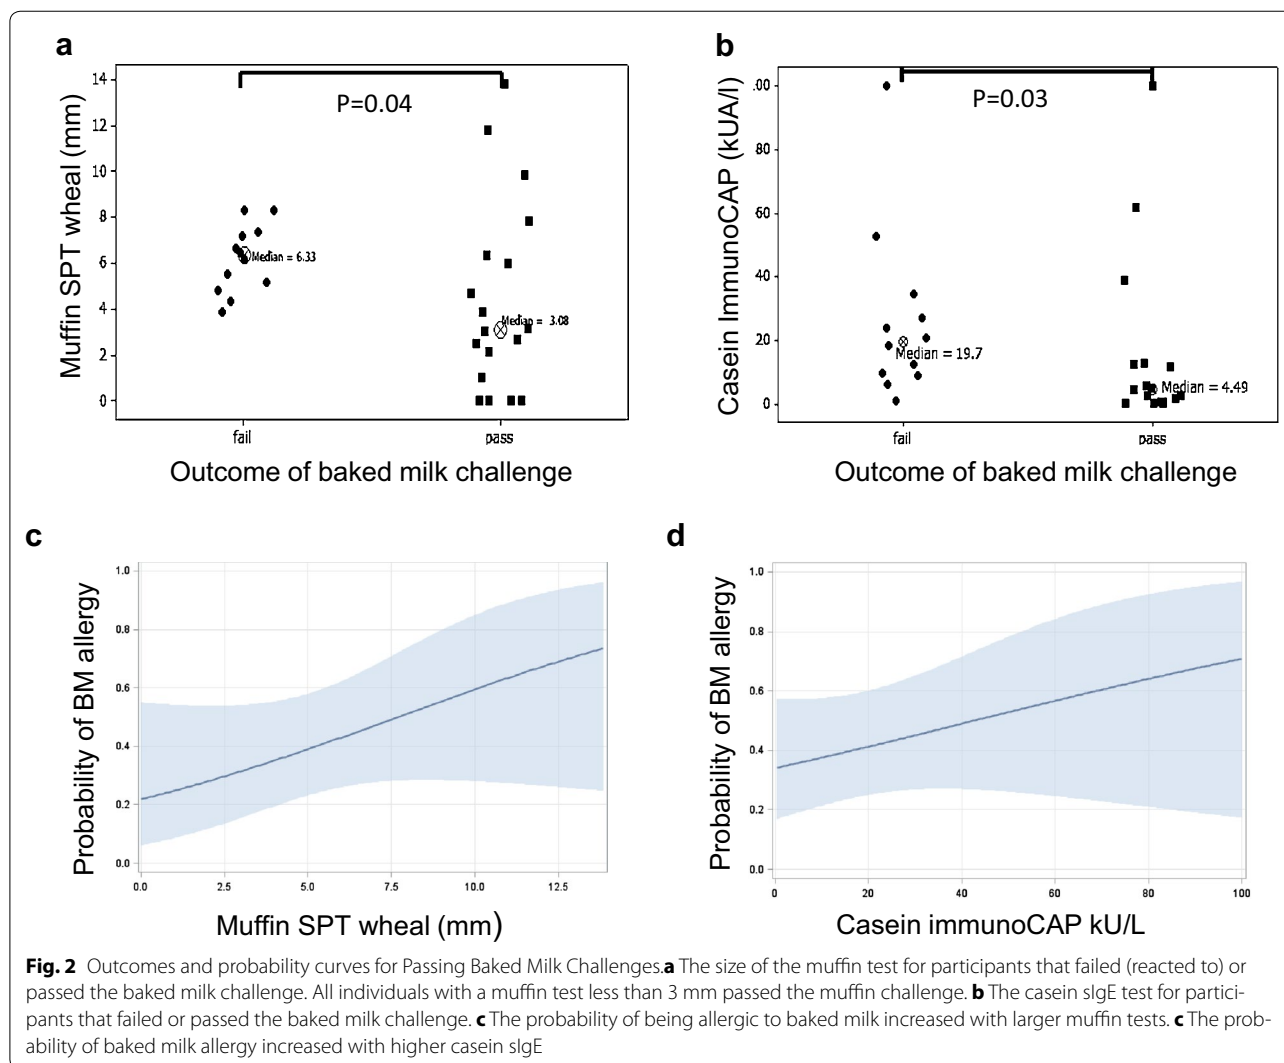 a
Muffin SPT wheal (mm)
14
12
10
8
6
4
2
0
P=0.04
Median = 6.33
Median = 3.08
fail
pass
Outcome of baked milk challenge
b
Casein ImmunoCAP (kUA/l)
.00
80
60
40
20
0
P=0.03
Median = 19.7
Median = 4.49
fail
pass
Outcome of baked milk challenge
c
Probability of BM allergy
1.0
0.8
0.6
0.4
0.2
0.0
0.0 2.5 5.0 7.5 10.0 12.5
Muffin SPT wheal (mm)
d
Probability of BM allergy
1.0
0.8
0.6
0.4
0.2
0.0
0 20 40 60 80 100
Casein immunoCAP kU/L
Fig. 2 Outcomes and probability curves for Passing Baked Milk Challenges.a The size of the muffin test for participants that failed (reacted to) or
passed the baked milk challenge. All individuals with a muffin test less than 3 mm passed the muffin challenge. b The casein sIgE test for partici-
pants that failed or passed the baked milk challenge. c The probability of being allergic to baked milk increased with larger muffin tests. c The prob-
ability of baked milk allergy increased with higher casein sIgE